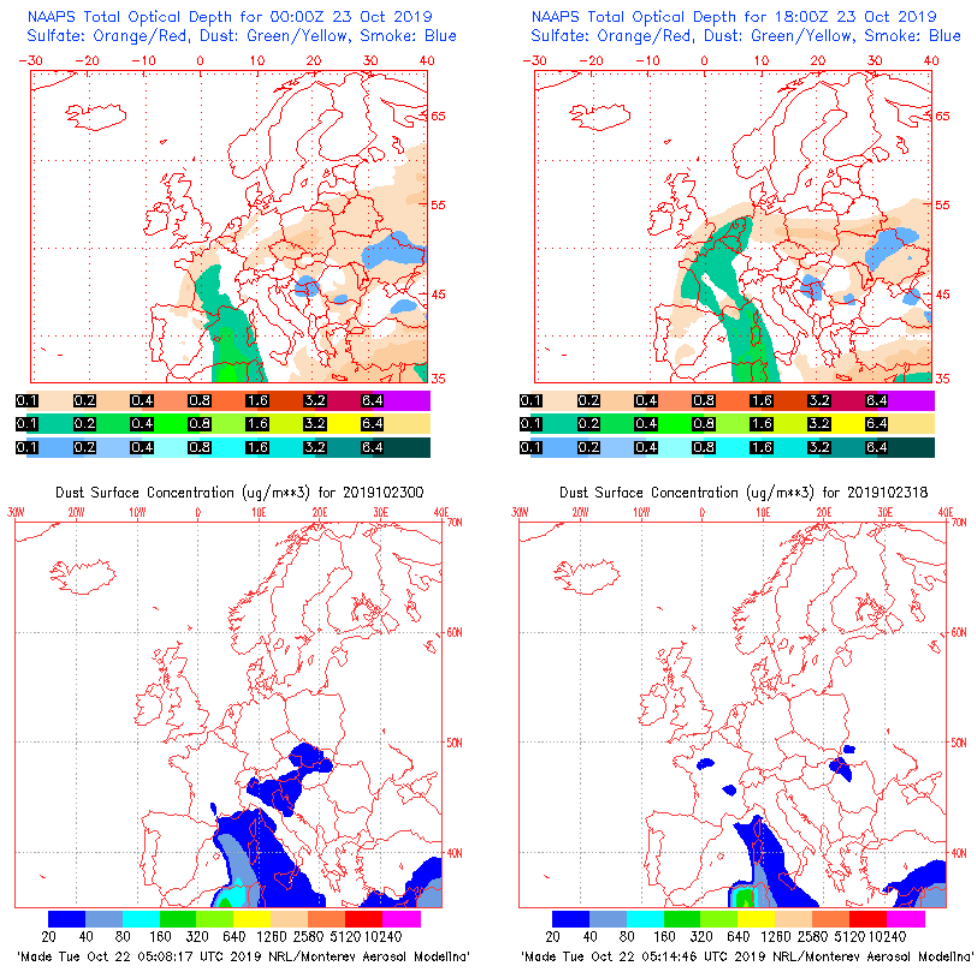 NAAPS Total Optical Depth for 00:00Z 23 Oct 2019
Sulfate: Orange/Red, Dust: Green/Yellow, Smoke: Blue
-30 -20 -10 0 10 20 30 40
65
55
45
35
0.1 0.2 0.4 0.8 1.6 3.2 6.4
0.1 0.2 0.4 0.8 1.6 3.2 6.4
0.1 0.2 0.4 0.8 1.6 3.2 6.4
NAAPS Total Optical Depth for 18:00Z 23 Oct 2019
Sulfate: Orange/Red, Dust: Green/Yellow, Smoke: Blue
-30 -20 -10 0 10 20 30 40
65
55
45
35
0.1 0.2 0.4 0.8 1.6 3.2 6.4
0.1 0.2 0.4 0.8 1.6 3.2 6.4
0.1 0.2 0.4 0.8 1.6 3.2 6.4
Dust Surface Concentration (ug/m**3) for 2019102300
30W 20W 10W 0 10E 20E 30E 40E
70N
60N
50N
40N
20 40 80 160 320 640 1260 2580 5120 10240
'Made Tue Oct 22 05:08:17 UTC 2019 NRL/Monterey Aerosol Modelling'
Dust Surface Concentration (ug/m**3) for 2019102318
30W 20W 10W 0 10E 20E 30E 40E
70N
60N
50N
40N
20 40 80 160 320 640 1260 2580 5120 10240
'Made Tue Oct 22 05:14:46 UTC 2019 NRL/Monterey Aerosol Modelling'